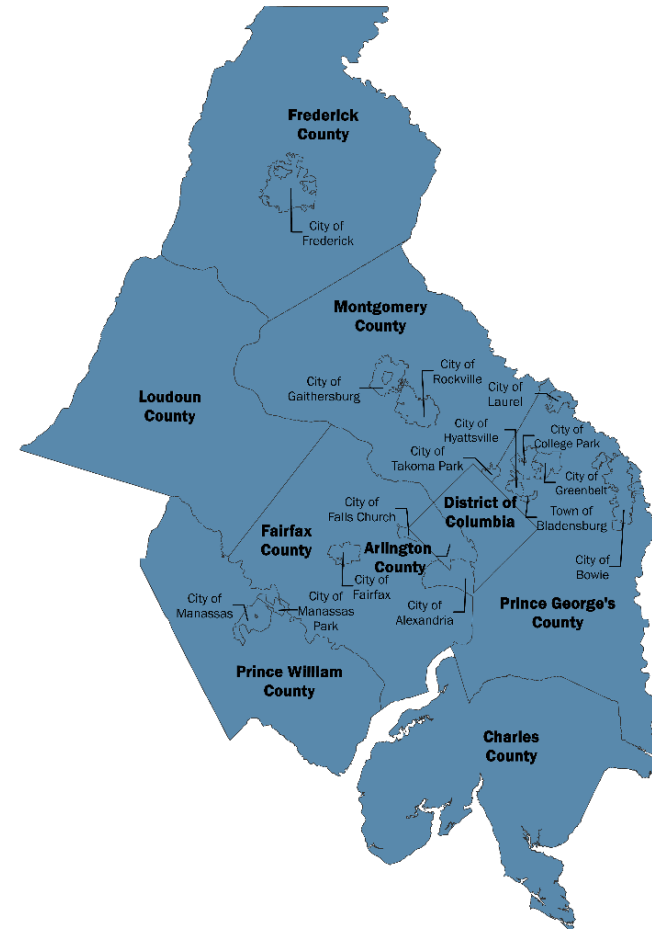 Frederick
County
City of
Frederick
Montgomery
County
City of
Rockville
City of
Gaithersburg
City of
Laurel
Loudoun
County
City of
Hyattsville
City of
College Park
City of
Takoma Park
City of
Greenbelt
District of
Columbia
City of
Falls Church
Town of
Bladensburg
Fairfax
County
Arlington
County
City of
Bowie
City of
Fairfax
City of
Manassas
City of
Manassas
Park
City of
Alexandria
Prince George's
County
Prince William
County
Charles
County